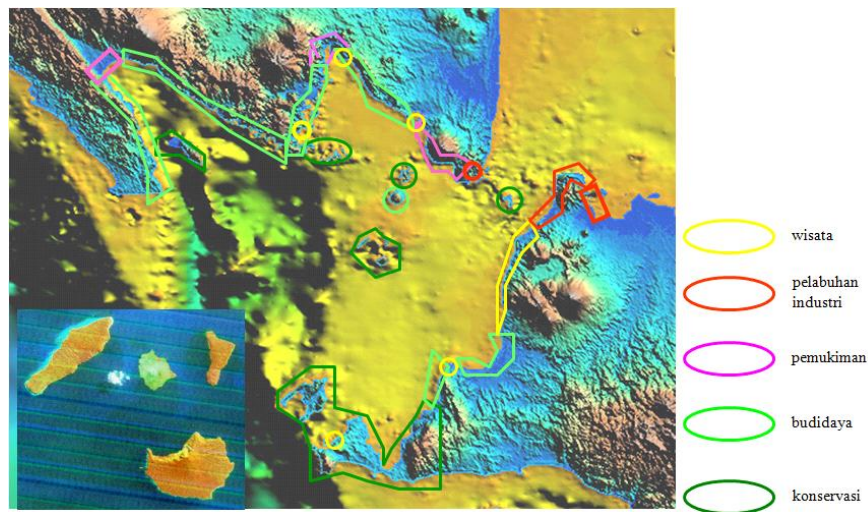 wisata
pelabuhan
industri
pemukiman
budidaya
konservasi